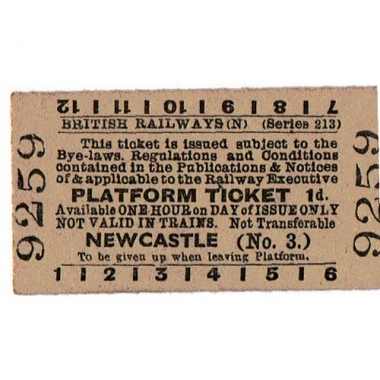 7 | 8 | 9 | 10 | 11 | 12
BRITISH RAILWAYS (N) (Series 213)
This ticket is issued subject to the
Bye-laws. Regulations and Conditions
contained in the Publications & Notices
of & applicable to the Railway Executive
PLATFORM TICKET 1d.
Available ONE HOUR on DAY of ISSUE ONLY
NOT VALID IN TRAINS. Not Transferable
NEWCASTLE (No. 3.)
To be given up when leaving Platform.
1 | 2 | 3 | 4 | 5 | 6
9259
9259